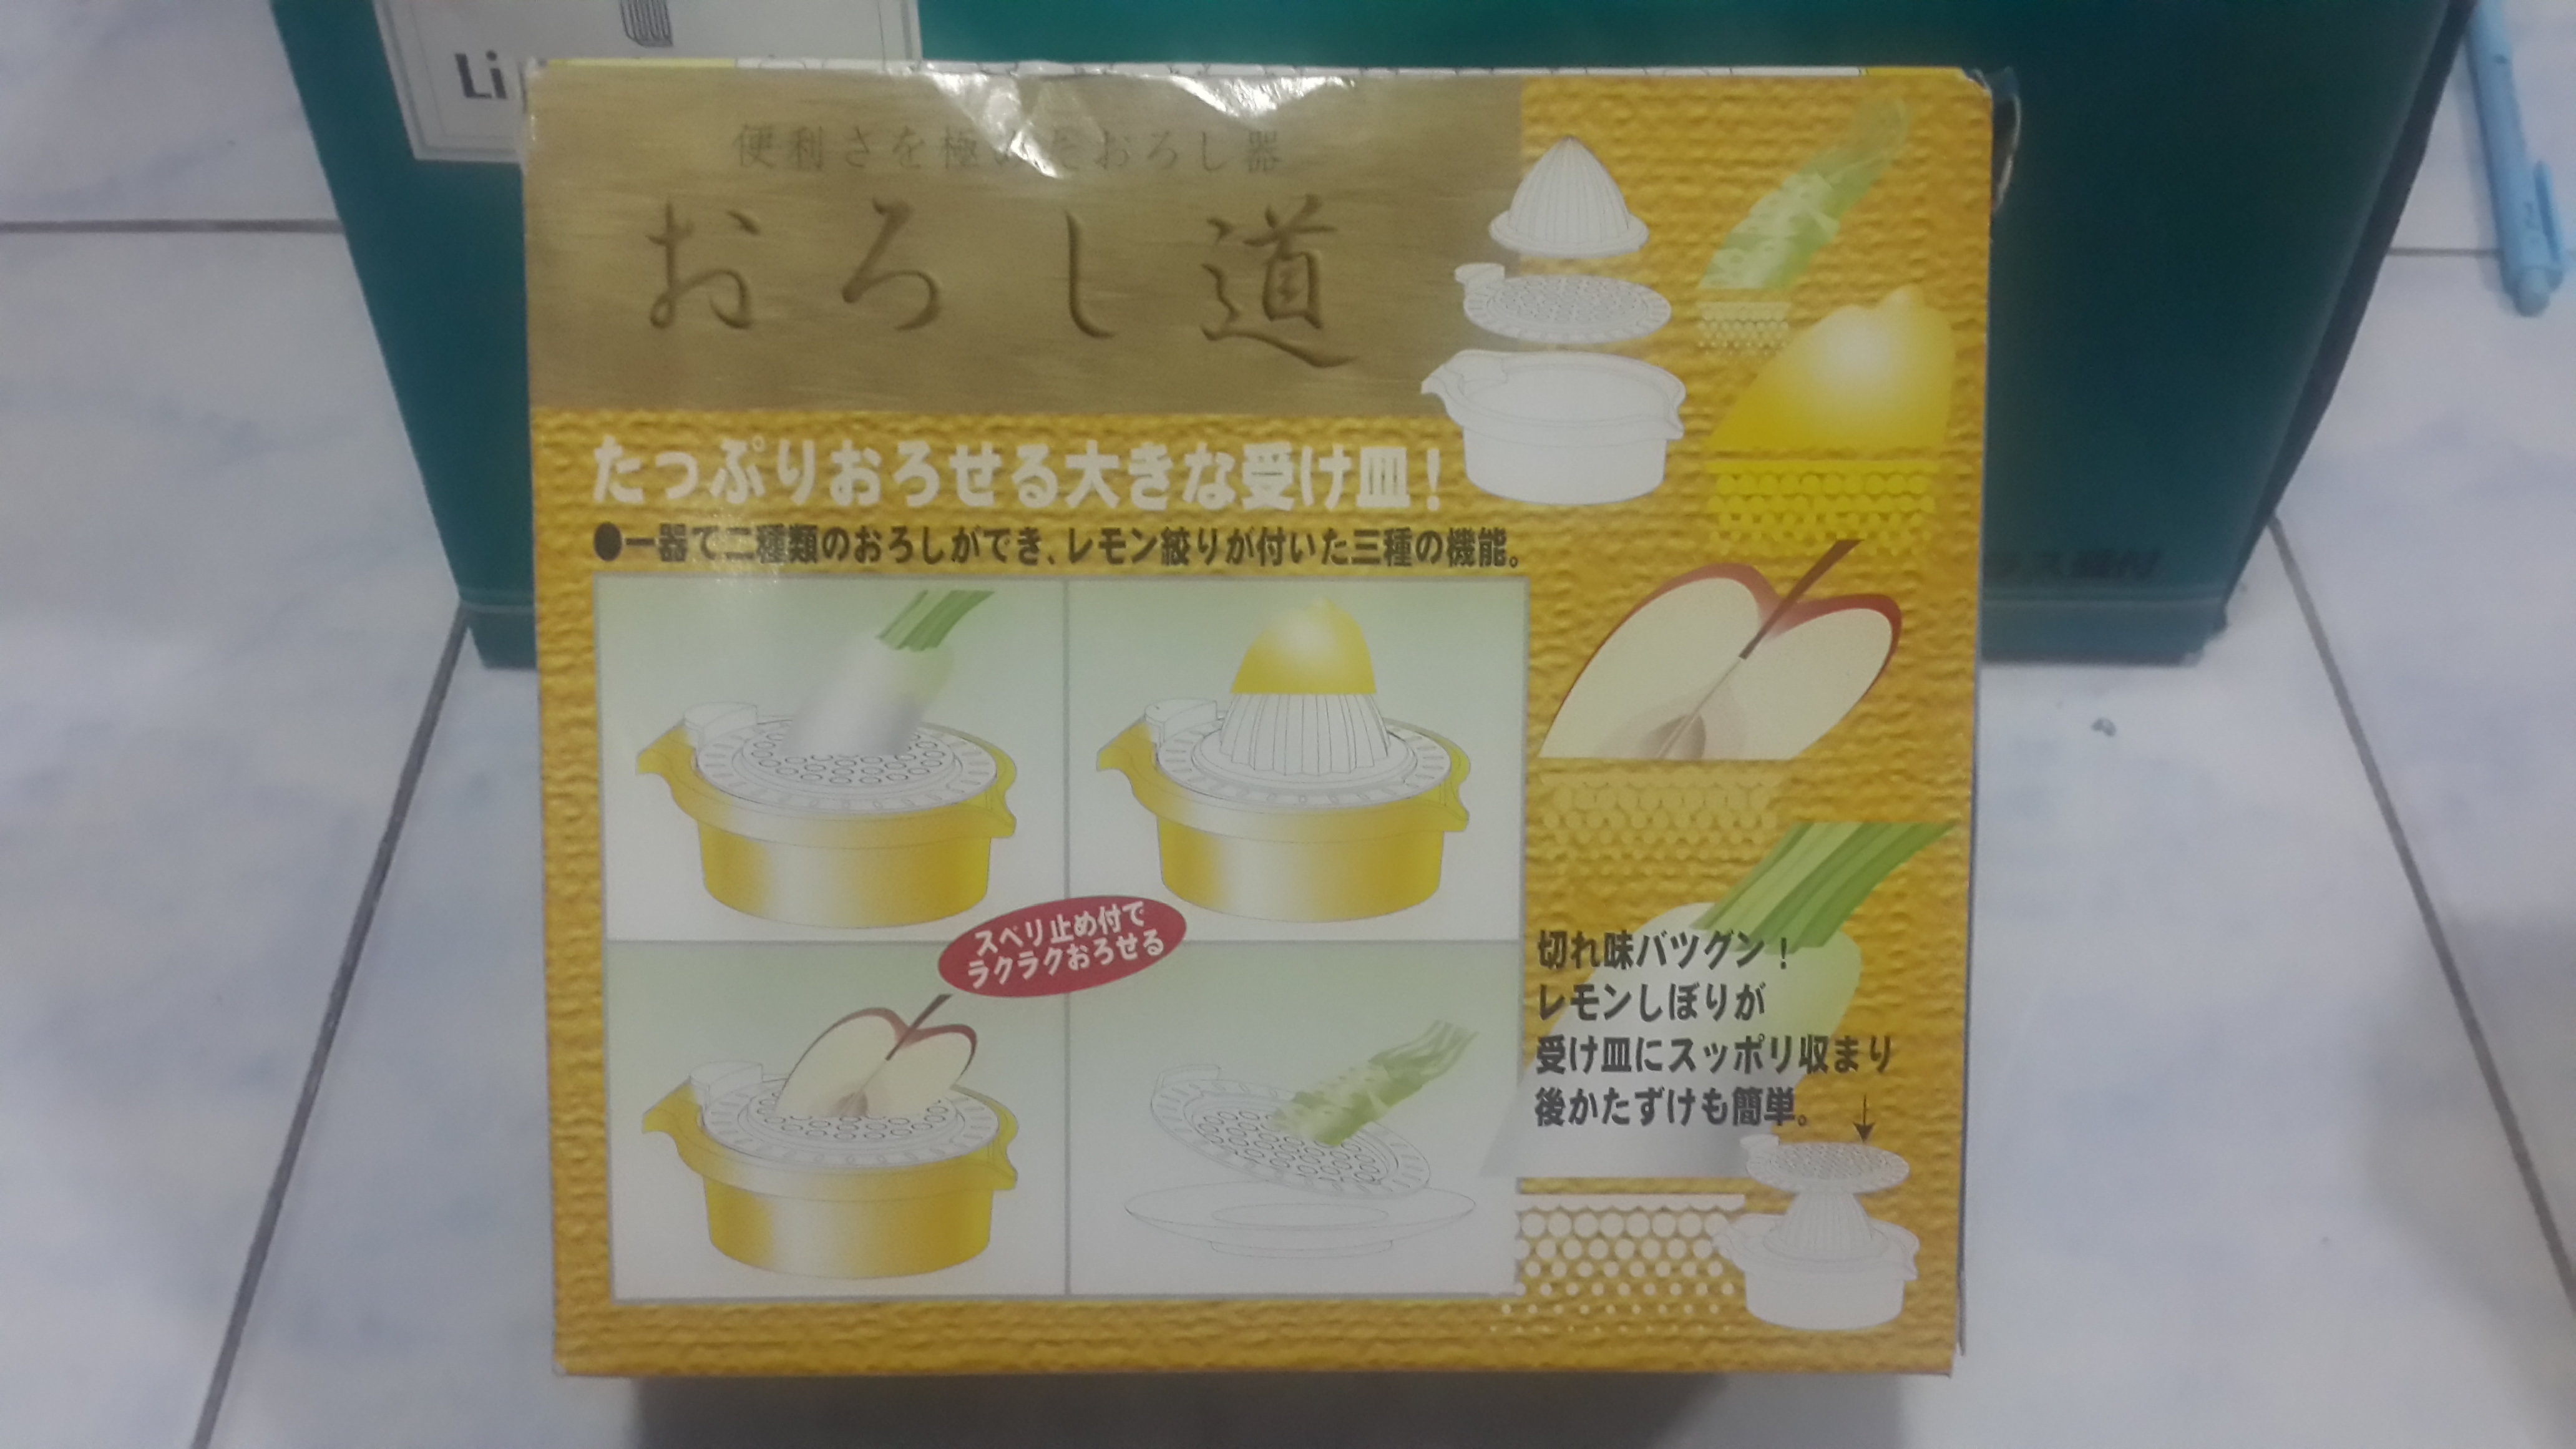 Li
便利さを極めたおろし器
おろし道
たっぷりおろせる大きな受け皿!
●一器で二種類のおろしができ、レモン絞りが付いた三種の機能。
スベリ止め付で
ラクラクおろせる
切れ味バツグン!
レモンしぼりが
受け皿にスッポリ収まり
後かたずけも簡単。